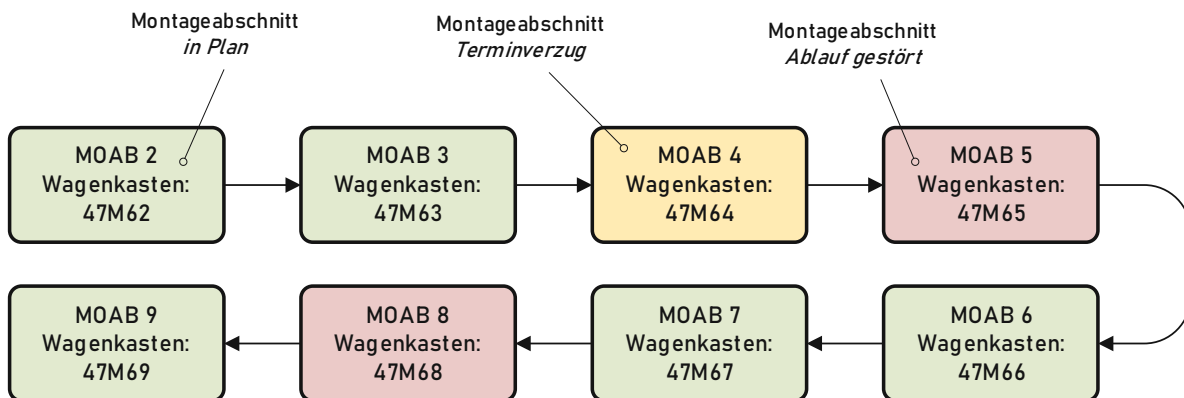 Montageabschnitt
in Plan
Montageabschnitt
Terminverzug
Montageabschnitt
Ablauf gestört
MOAB 2
Wagenkasten:
47M62
MOAB 3
Wagenkasten:
47M63
MOAB 4
Wagenkasten:
47M64
MOAB 5
Wagenkasten:
47M65
MOAB 9
Wagenkasten:
47M69
MOAB 8
Wagenkasten:
47M68
MOAB 7
Wagenkasten:
47M67
MOAB 6
Wagenkasten:
47M66